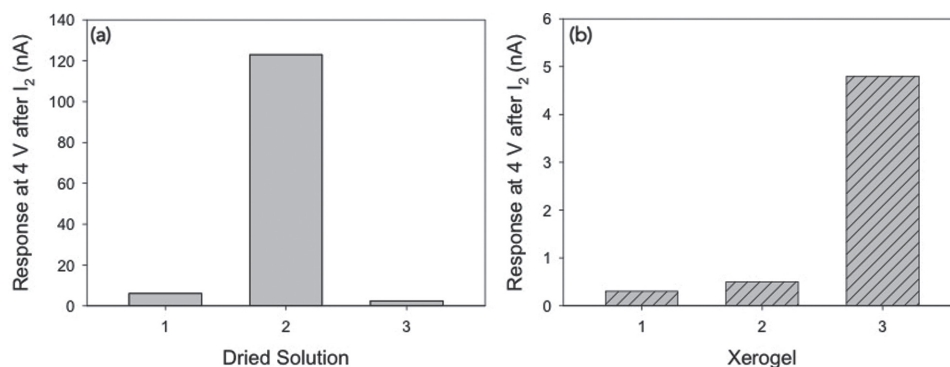 (a)
Response at 4 V after I₂ (nA)
140
120
100
80
60
40
20
0
1 2 3
Dried Solution
(b)
Response at 4 V after I₂ (nA)
6
5
4
3
2
1
0
1 2 3
Xerogel